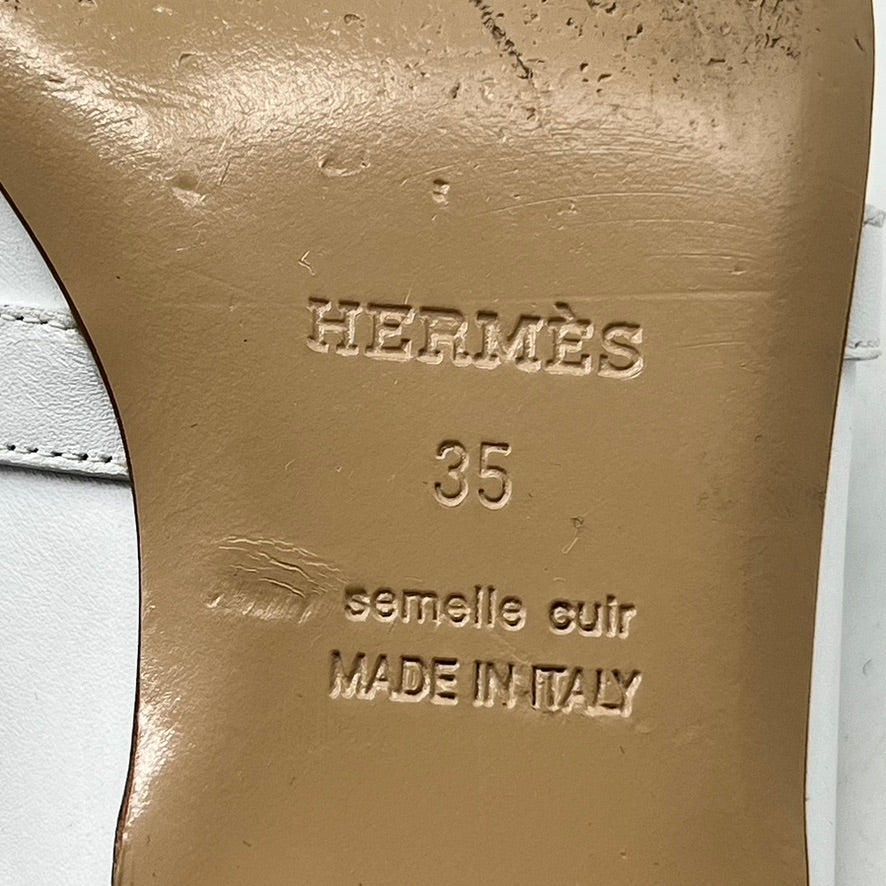 HERMÈS
35
semelle cuir
MADE IN ITALY